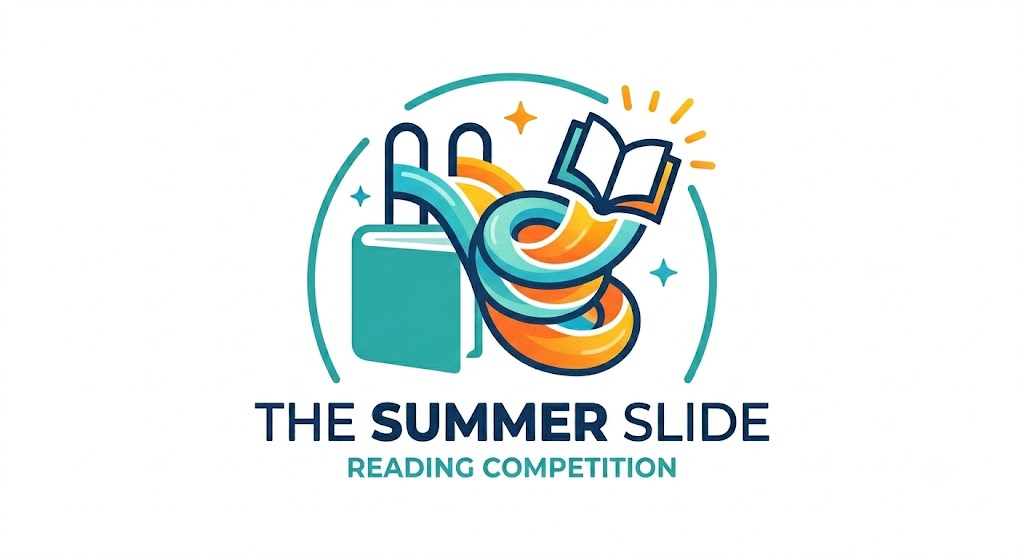 THE SUMMER SLIDE
READING COMPETITION